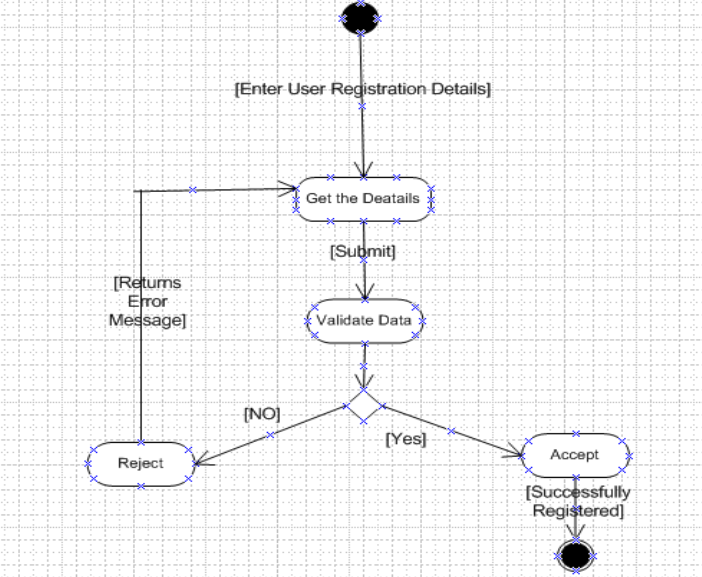 [Enter User Registration Details]
Get the Deatails
[Submit]
[Returns
Error
Message]
Validate Data
[NO]
[Yes]
Reject
Accept
[Successfully
Registered]